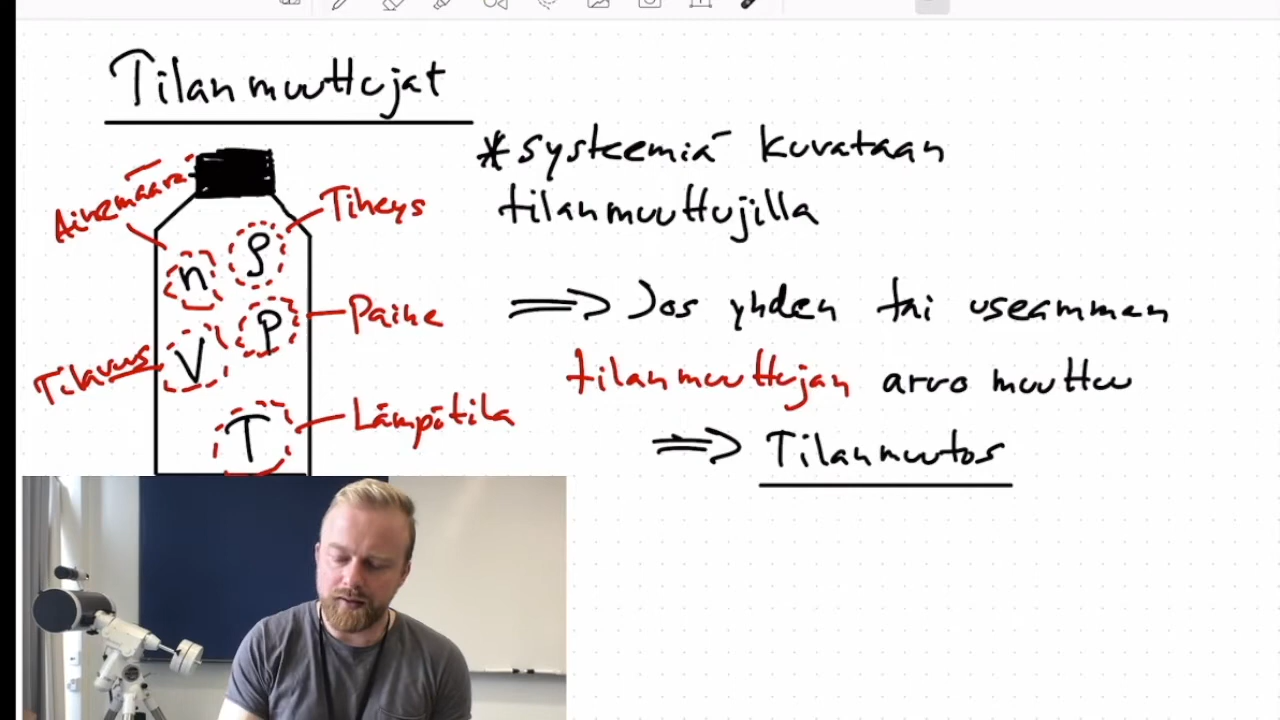 Tilanmuuttujat
*systeemiä kuvataan
tilanmuuttujilla
Ainemäärä
Tiheys
n
ρ
Paine
p
Tilavuus
V
Lämpötila
T
⟹ Jos yhden tai useamman
tilanmuuttujan arvo muuttuu
⟹ Tilanmuutos